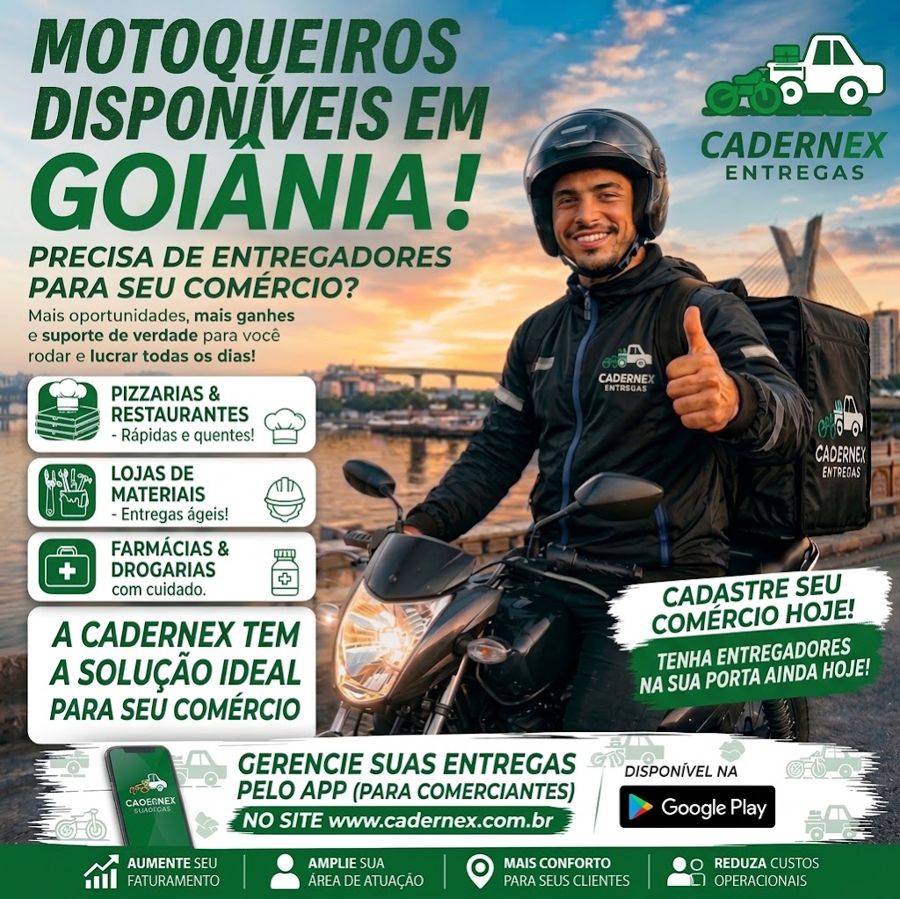 MOTOQUEIROS
DISPONÍVEIS EM
GOIÂNIA!
CADERNEX
ENTREGAS
PRECISA DE ENTREGADORES
PARA SEU COMÉRCIO?
Mais oportunidades, mais ganhes
e suporte de verdade para você
rodar e lucrar todas os dias!
PIZZARIAS &
RESTAURANTES
- Rápidas e quentes!
LOJAS DE
MATERIAIS
- Entregas ágeis!
FARMÁCIAS &
DROGARIAS
com cuidado.
CADERNEX
ENTRSGAS
CADERNEX
ENTREGAS
A CADERNEX TEM
A SOLUÇÃO IDEAL
PARA SEU COMÉRCIO
CADASTRE SEU
COMÉRCIO HOJE!
TENHA ENTREGADORES
NA SUA PORTA AINDA HOJE!
CAOERNEX
SUADEGAS
GERENCIE SUAS ENTREGAS
PELO APP (PARA COMERCIANTES)
NO SITE www.cadernex.com.br
DISPONÍVEL NA
Google Play
AUMENTE SEU
FATURAMENTO
AMPLIE SUA
ÁREA DE ATUAÇÃO
MAIS CONFORTO
PARA SEUS CLIENTES
REDUZA CUSTOS
OPERACIONAIS